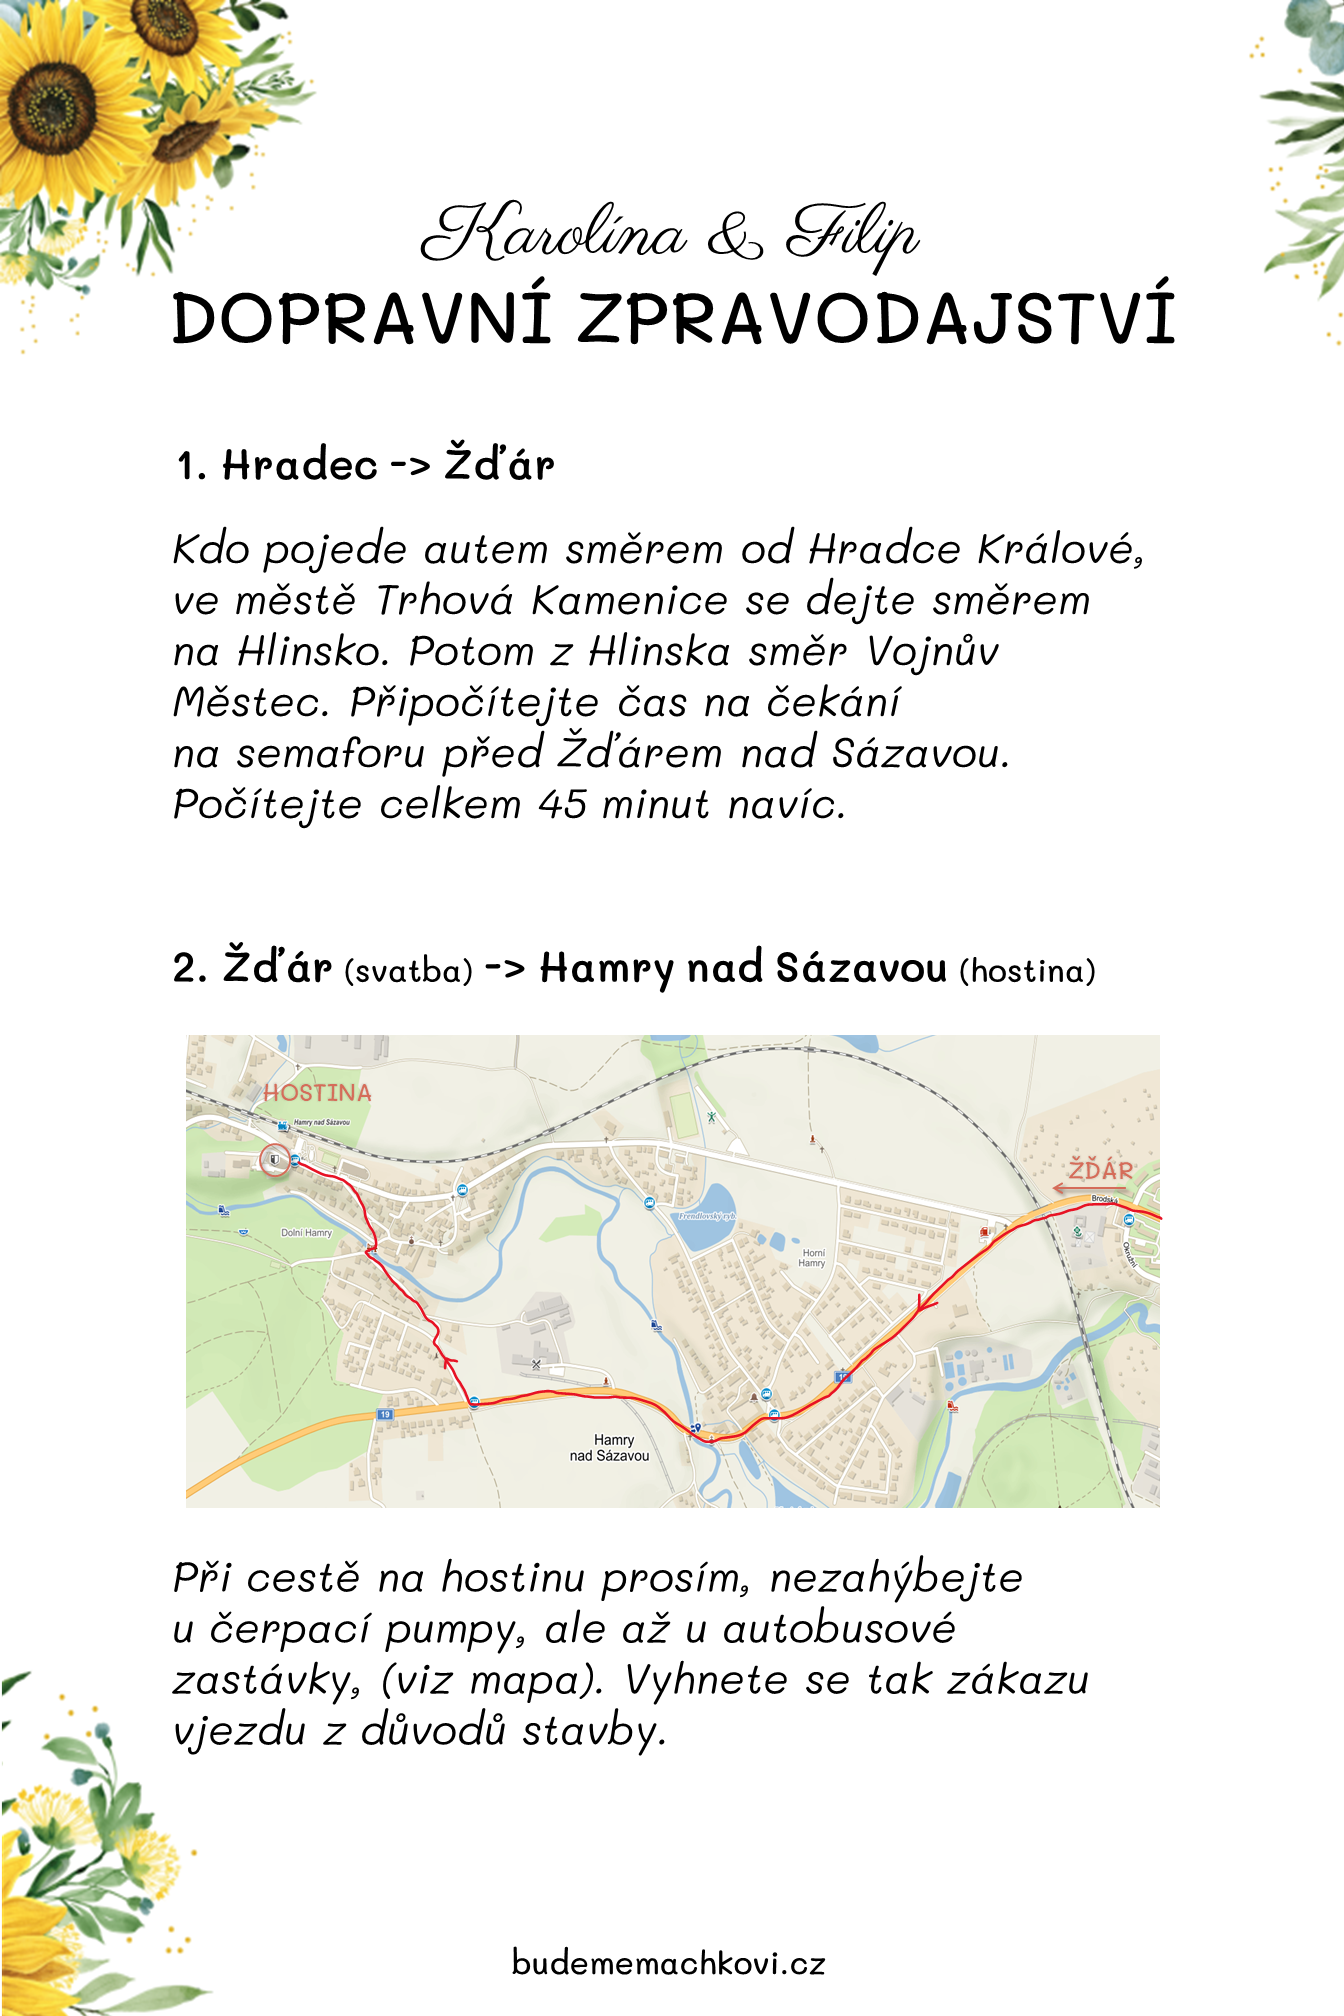 Karolína & Filip
DOPRAVNÍ ZPRAVODAJSTVÍ
1. Hradec -> Žďár
Kdo pojede autem směrem od Hradce Králové,
ve městě Trhová Kamenice se dejte směrem
na Hlinsko. Potom z Hlinska směr Vojnův
Městec. Připočítejte čas na čekání
na semaforu před Žďárem nad Sázavou.
Počítejte celkem 45 minut navíc.
2. Žďár (svatba) -> Hamry nad Sázavou (hostina)
HOSTINA
Hamry nad Sázavou
ŽĎÁR
Brodská
Frendlovský ryb.
Dolní Hamry
Okružní
Horní
Hamry
19
19
Hamry
nad Sázavou
Při cestě na hostinu prosím, nezahýbejte
u čerpací pumpy, ale až u autobusové
zastávky, (viz mapa). Vyhnete se tak zákazu
vjezdu z důvodů stavby.
budememachkovi.cz